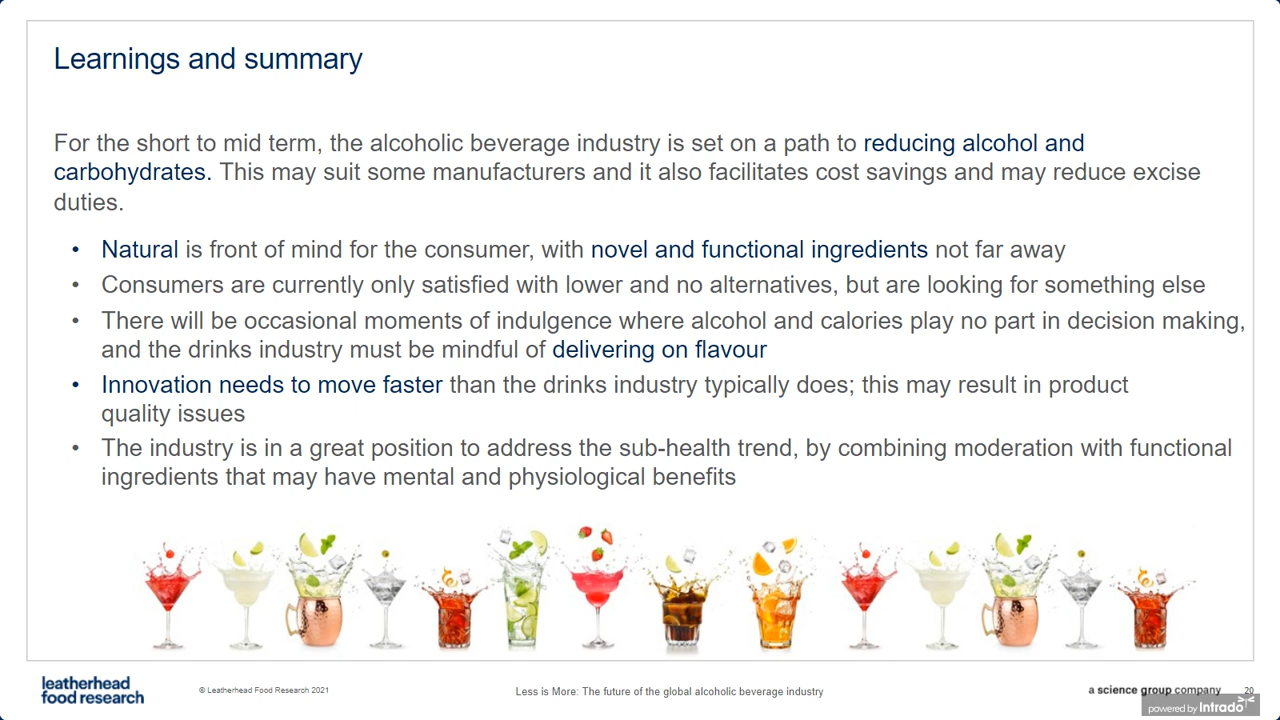 Learnings and summary
For the short to mid term, the alcoholic beverage industry is set on a path to reducing alcohol and
carbohydrates. This may suit some manufacturers and it also facilitates cost savings and may reduce excise
duties.
• Natural is front of mind for the consumer, with novel and functional ingredients not far away
• Consumers are currently only satisfied with lower and no alternatives, but are looking for something else
• There will be occasional moments of indulgence where alcohol and calories play no part in decision making,
and the drinks industry must be mindful of delivering on flavour
• Innovation needs to move faster than the drinks industry typically does; this may result in product
quality issues
• The industry is in a great position to address the sub-health trend, by combining moderation with functional
ingredients that may have mental and physiological benefits
leatherhead
food research
© Leatherhead Food Research 2021
Less is More: The future of the global alcoholic beverage industry
a science group company
20
powered by Intrado